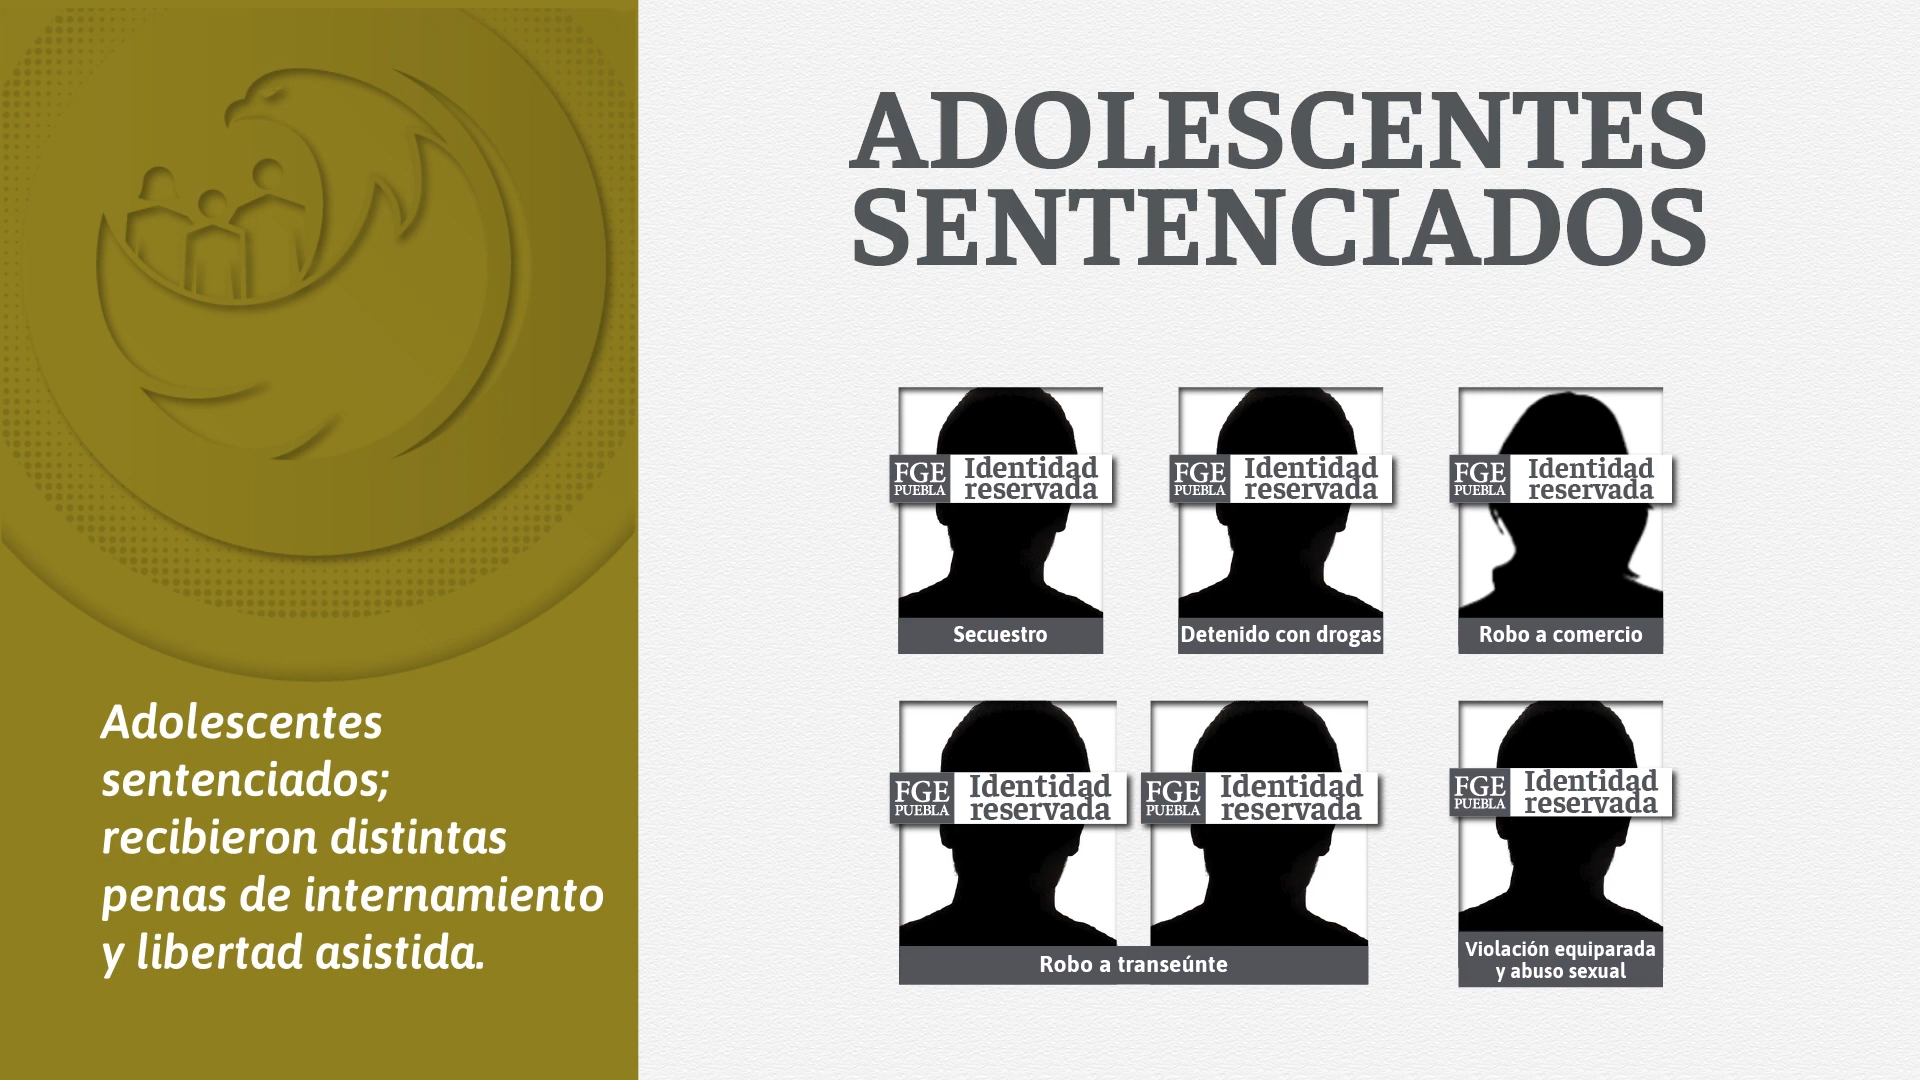 ADOLESCENTES
SENTENCIADOS
FGE
PUEBLA
Identidad
reservada
Secuestro
FGE
PUEBLA
Identidad
reservada
Detenido con drogas
FGE
PUEBLA
Identidad
reservada
Robo a comercio
FGE
PUEBLA
Identidad
reservada
FGE
PUEBLA
Identidad
reservada
Robo a transeúnte
FGE
PUEBLA
Identidad
reservada
Violación equiparada
y abuso sexual
Adolescentes
sentenciados;
recibieron distintas
penas de internamiento
y libertad asistida.